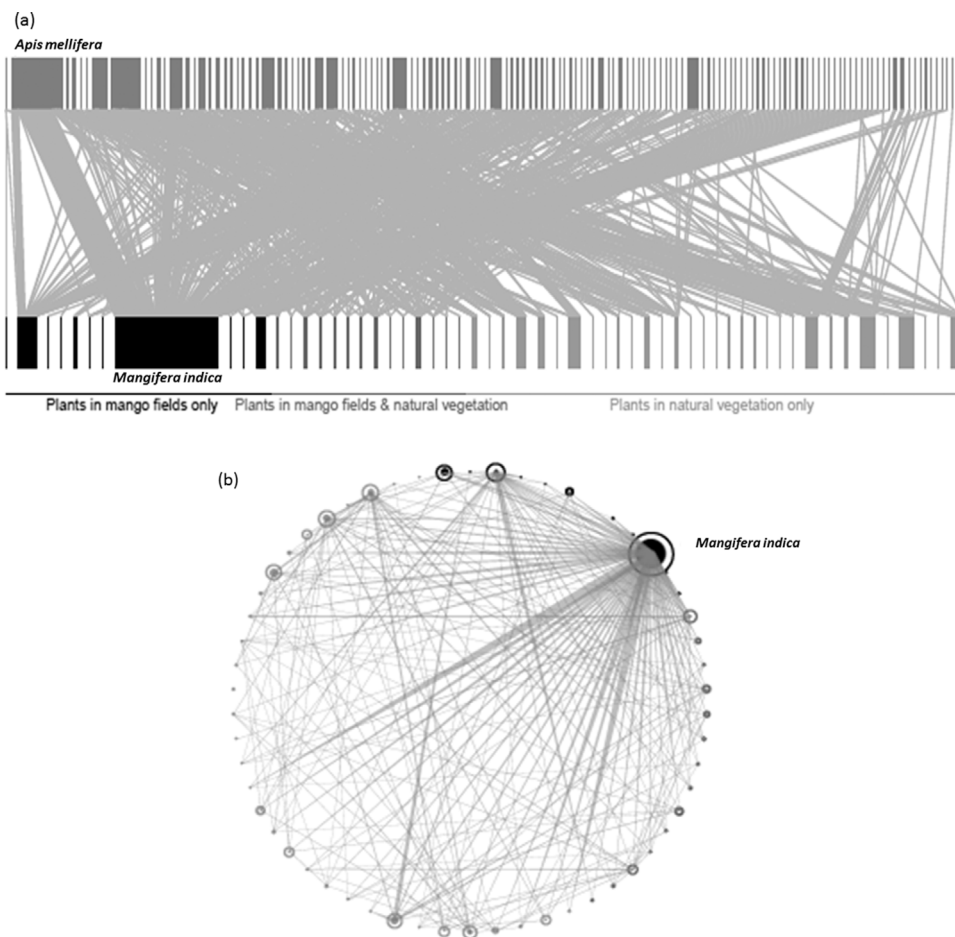 (a)
Apis mellifera
Mangifera indica
Plants in mango fields only Plants in mango fields & natural vegetation Plants in natural vegetation only
(b)
Mangifera indica